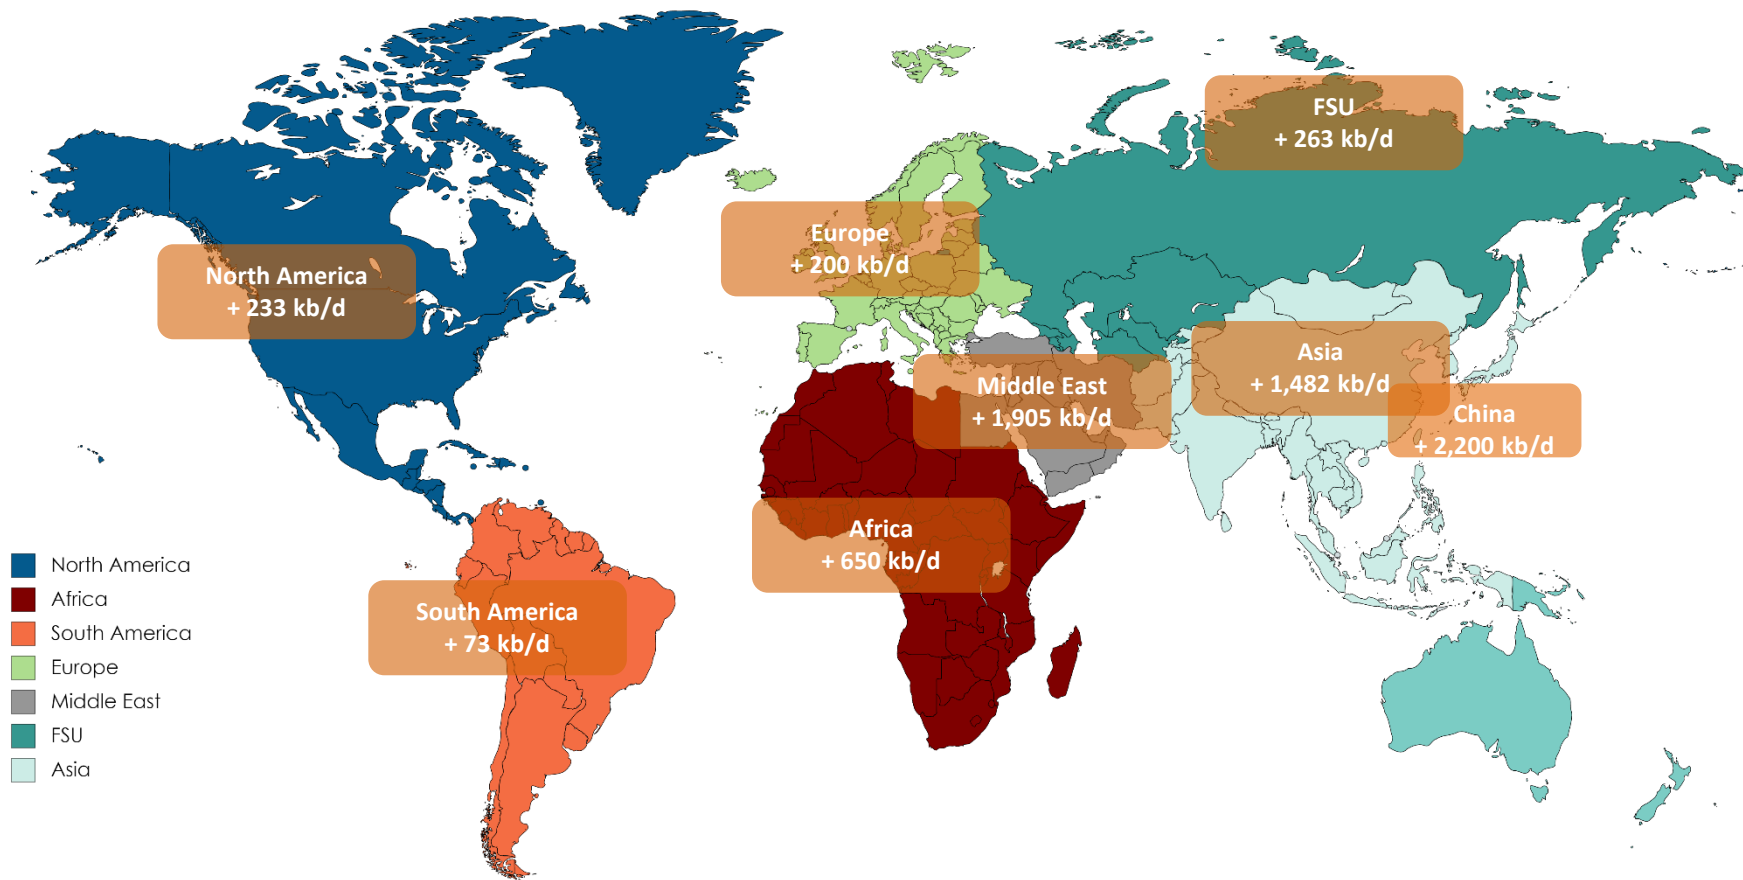 FSU
+ 263 kb/d
Europe
+ 200 kb/d
North America
+ 233 kb/d
Asia
+ 1,482 kb/d
Middle East
+ 1,905 kb/d
China
+ 2,200 kb/d
Africa
+ 650 kb/d
South America
+ 73 kb/d
North America
Africa
South America
Europe
Middle East
FSU
Asia